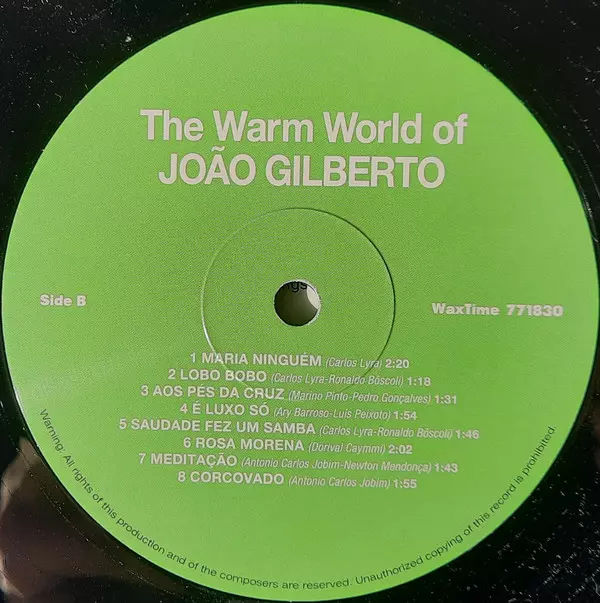 The Warm World of
JOÃO GILBERTO
Side B
WaxTime 771830
1 MARIA NINGUÉM (Carlos Lyra) 2:20
2 LOBO BOBO (Carlos Lyra-Ronaldo Bôscoli) 1:18
3 AOS PÉS DA CRUZ (Marino Pinto-Pedro Gonçalves) 1:31
4 É LUXO SÓ (Ary Barroso-Luis Peixoto) 1:54
5 SAUDADE FEZ UM SAMBA (Carlos Lyra-Ronaldo Bôscoli) 1:46
6 ROSA MORENA (Dorival Caymmi) 2:02
7 MEDITAÇÃO (Antonio Carlos Jobim-Newton Mendonça) 1:43
8 CORCOVADO (Antonio Carlos Jobim) 1:55
Warning: All rights of this production and of the composers are reserved. Unauthorized copying of this record is prohibited.